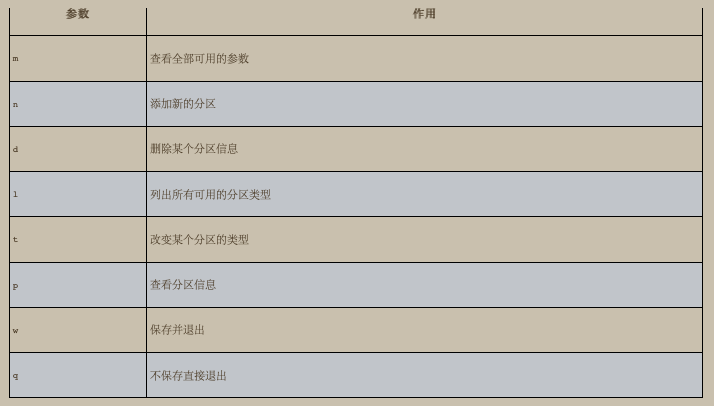 参数 作用
m 查看全部可用的参数
n 添加新的分区
d 删除某个分区信息
l 列出所有可用的分区类型
t 改变某个分区的类型
p 查看分区信息
w 保存并退出
q 不保存直接退出